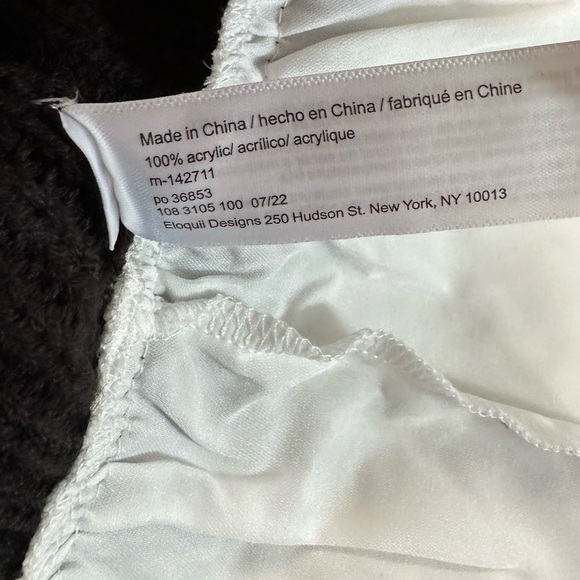 Made in China / hecho en China / fabriqué en Chine
100% acrylic/ acrílico/ acrylique
m-142711
po 36853
108 3105 100 07/22
Eloquii Designs 250 Hudson St. New York, NY 10013